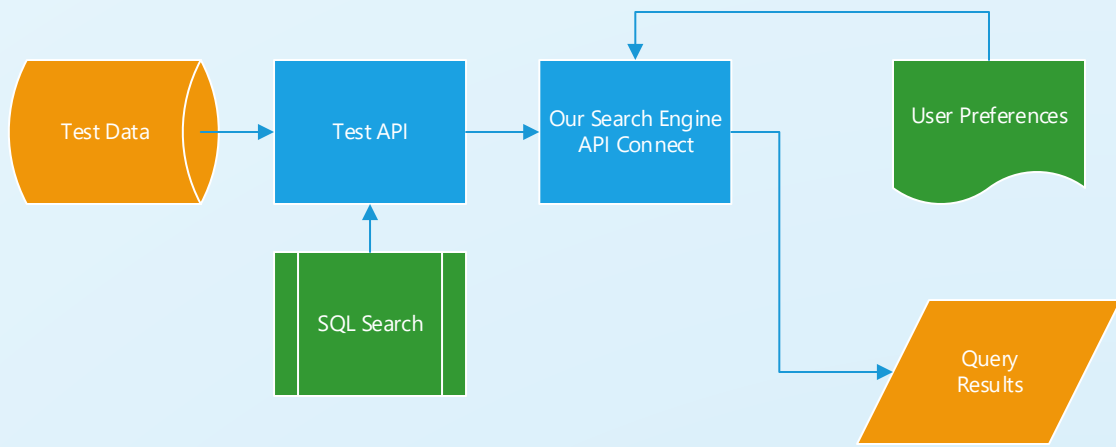 Test Data
Test API
Our Search Engine
API Connect
User Preferences
SQL Search
Query
Results